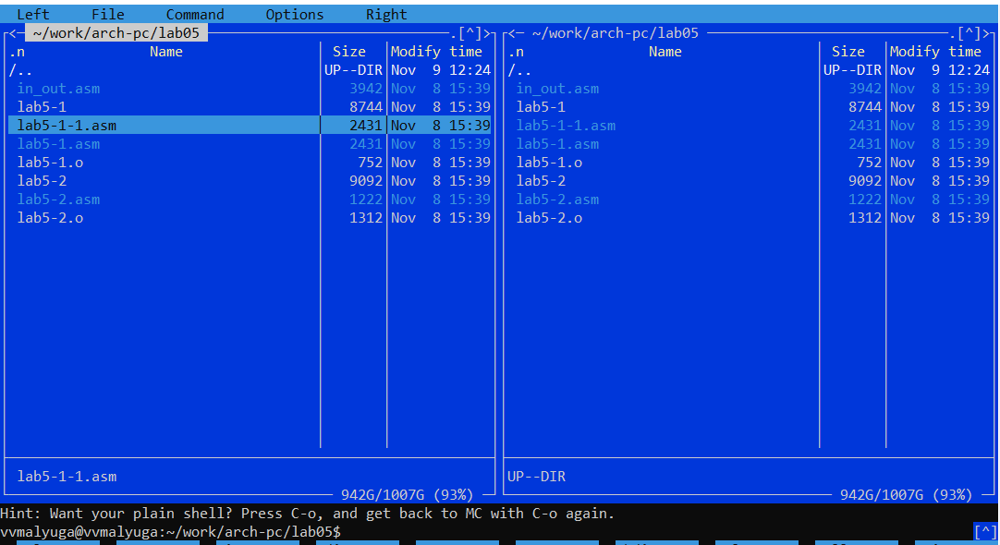 Left File Command Options Right
<─ ~/work/arch-pc/lab05 ─.[^]>
.n Name Size Modify time
/.. UP--DIR Nov 9 12:24
in_out.asm 3942 Nov 8 15:39
lab5-1 8744 Nov 8 15:39
lab5-1-1.asm 2431 Nov 8 15:39
lab5-1.asm 2431 Nov 8 15:39
lab5-1.o 752 Nov 8 15:39
lab5-2 9092 Nov 8 15:39
lab5-2.asm 1222 Nov 8 15:39
lab5-2.o 1312 Nov 8 15:39
lab5-1-1.asm
942G/1007G (93%)
<─ ~/work/arch-pc/lab05 ─.[^]>
.n Name Size Modify time
/.. UP--DIR Nov 9 12:24
in_out.asm 3942 Nov 8 15:39
lab5-1 8744 Nov 8 15:39
lab5-1-1.asm 2431 Nov 8 15:39
lab5-1.asm 2431 Nov 8 15:39
lab5-1.o 752 Nov 8 15:39
lab5-2 9092 Nov 8 15:39
lab5-2.asm 1222 Nov 8 15:39
lab5-2.o 1312 Nov 8 15:39
UP--DIR
942G/1007G (93%)
Hint: Want your plain shell? Press C-o, and get back to MC with C-o again.
vvmalyuga@vvmalyuga:~/work/arch-pc/lab05$ [^]